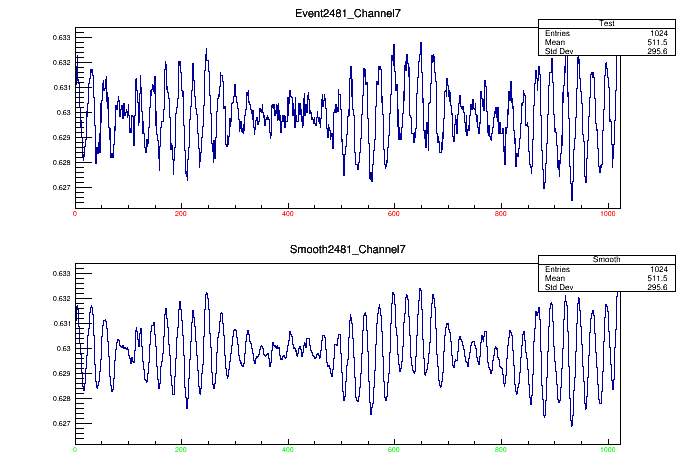 Event2481_Channel7
Test
Entries 1024
Mean 511.5
Std Dev 295.6
0.633
0.632
0.631
0.63
0.629
0.628
0.627
0 200 400 600 800 1000
Smooth2481_Channel7
Smooth
Entries 1024
Mean 511.5
Std Dev 295.6
0.633
0.632
0.631
0.63
0.629
0.628
0.627
0 200 400 600 800 1000